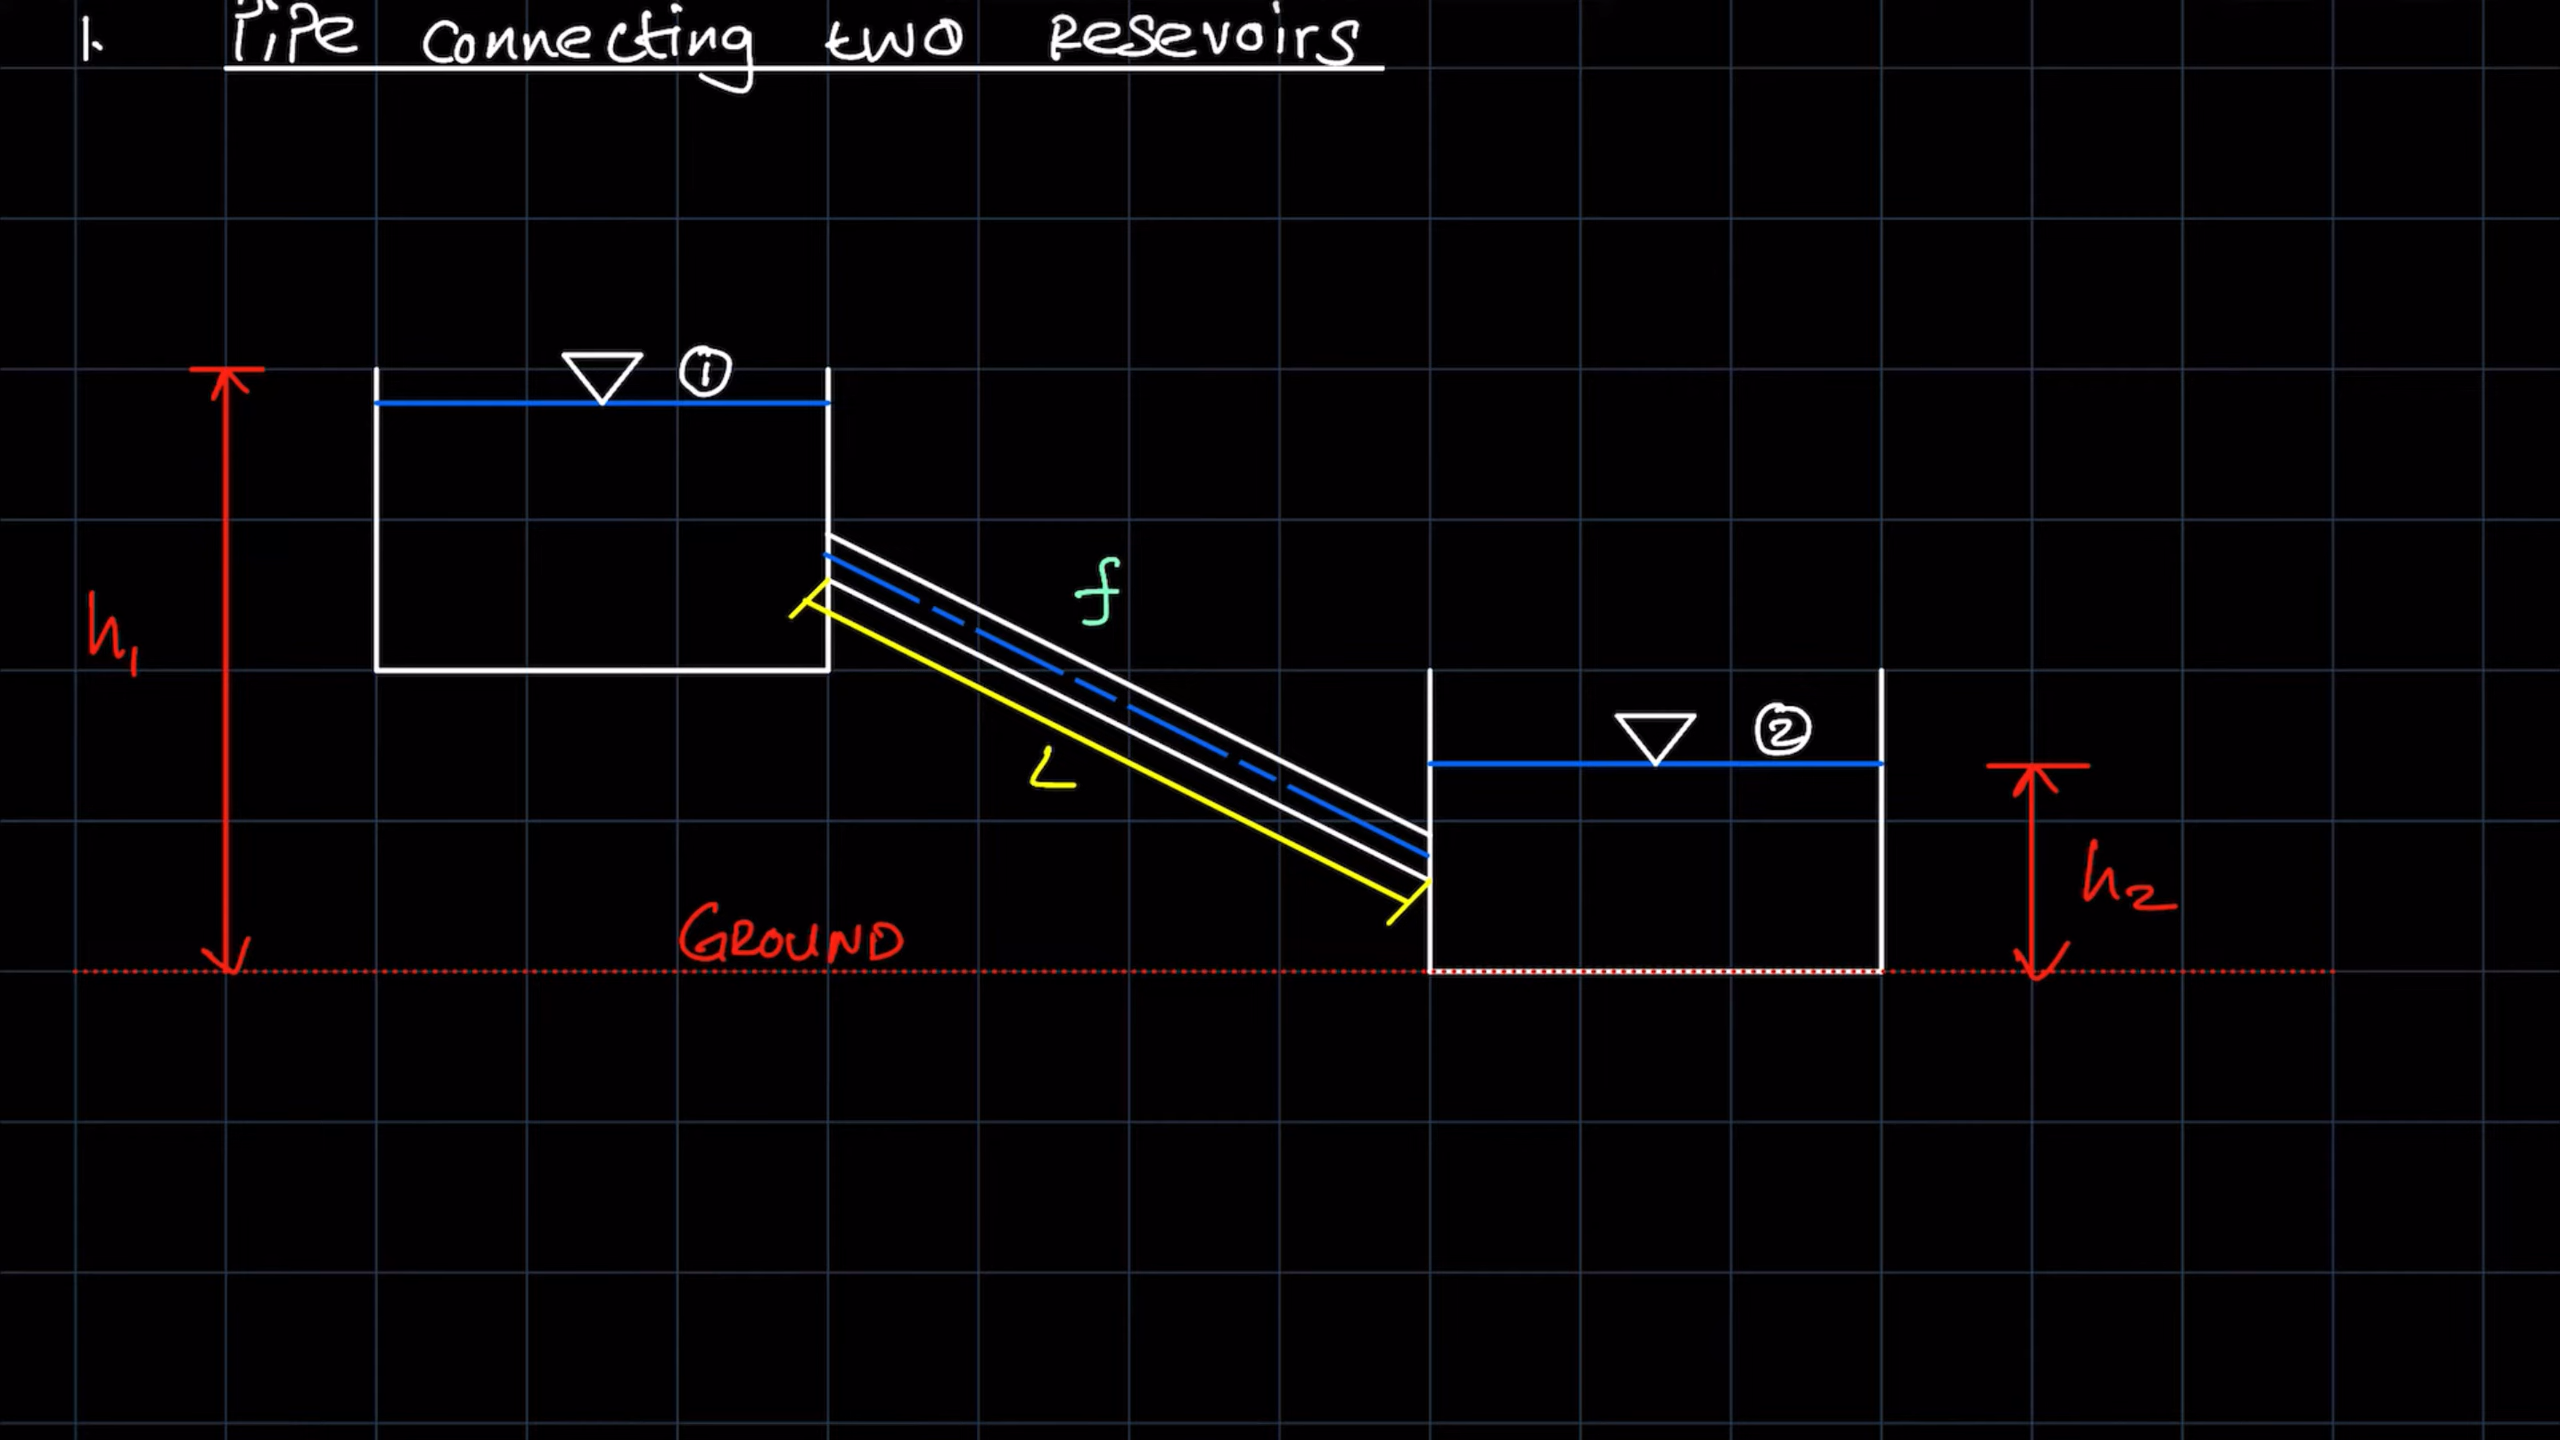 1. Pipe connecting two Resevoirs
①
f
h₁
L
②
h₂
GROUND